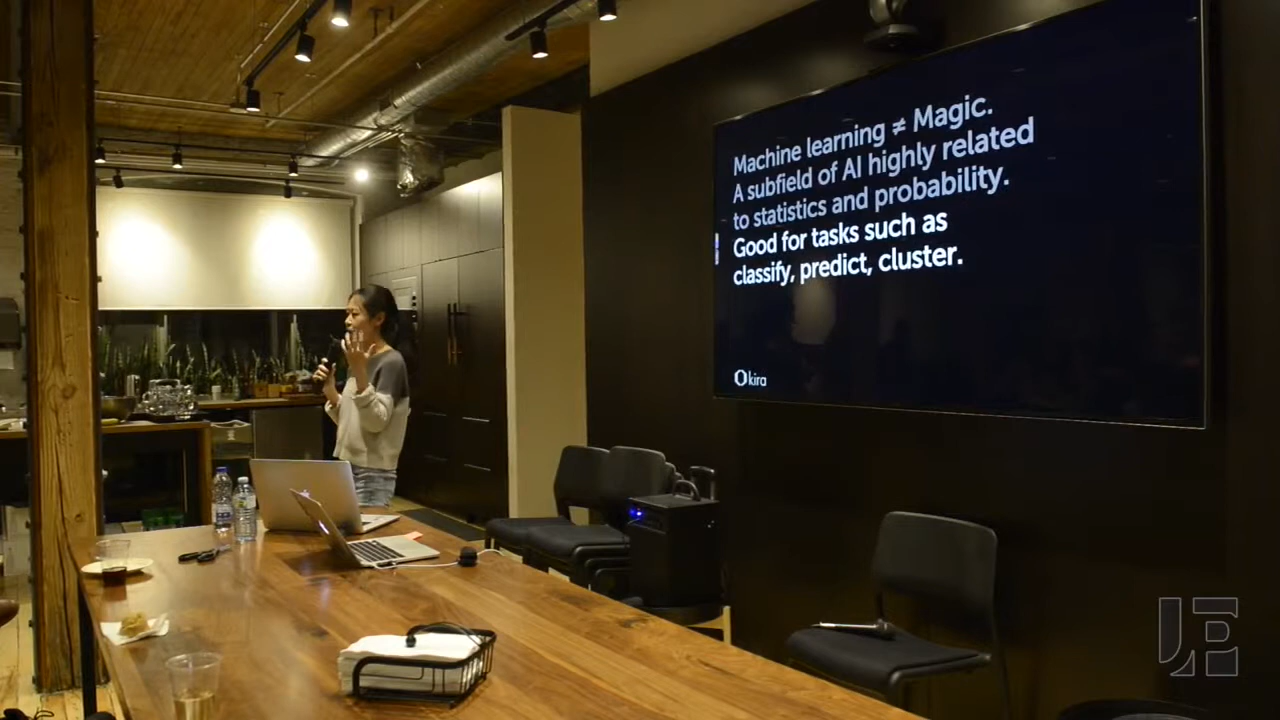 Machine learning ≠ Magic.
A subfield of AI highly related
to statistics and probability.
Good for tasks such as
classify, predict, cluster.
kira